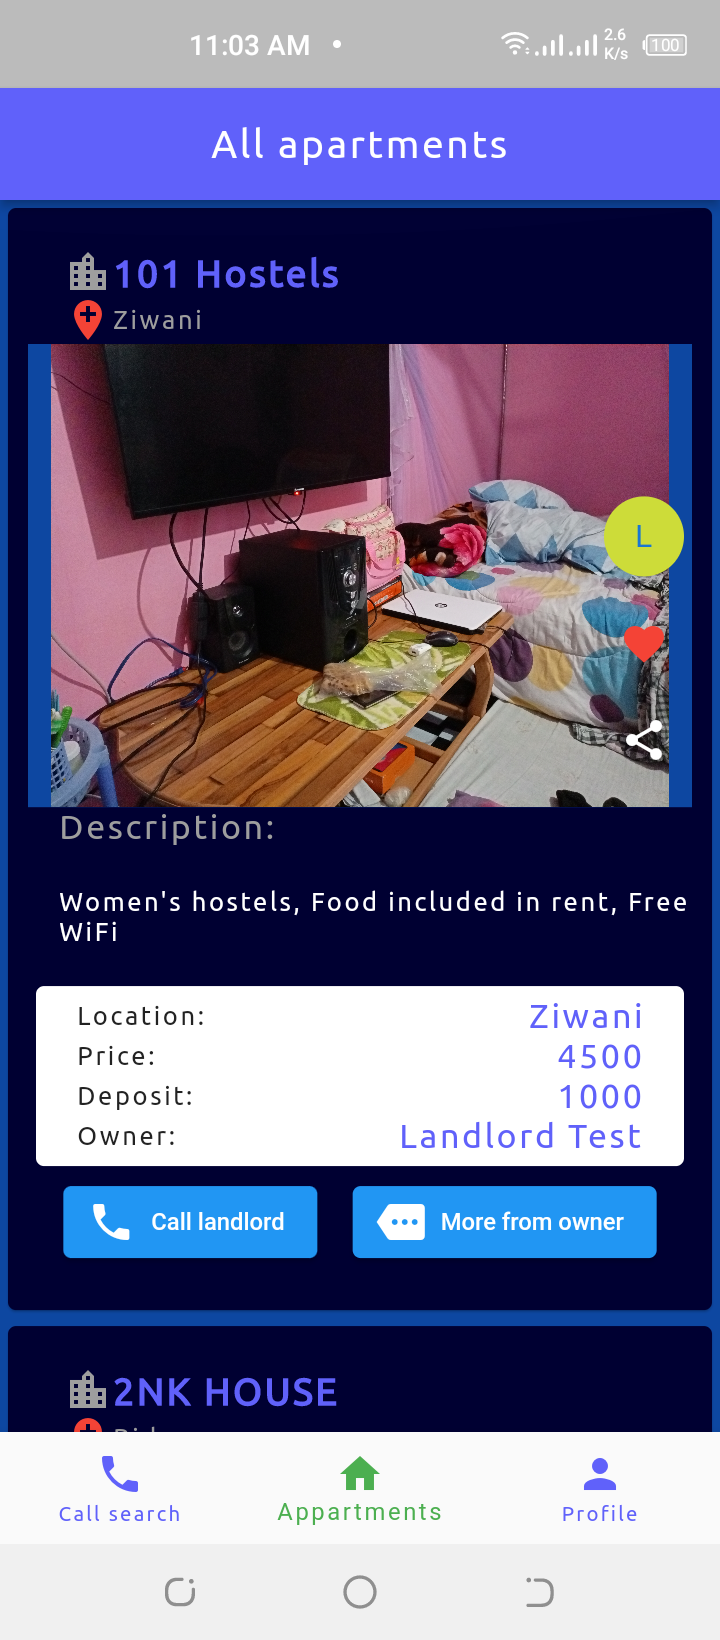 11:03 AM
2.6
K/s
100
All apartments
101 Hostels
Ziwani
L
Description:
Women's hostels, Food included in rent, Free
WiFi
Location: Ziwani
Price: 4500
Deposit: 1000
Owner: Landlord Test
Call landlord
More from owner
2NK HOUSE
Call search
Appartments
Profile